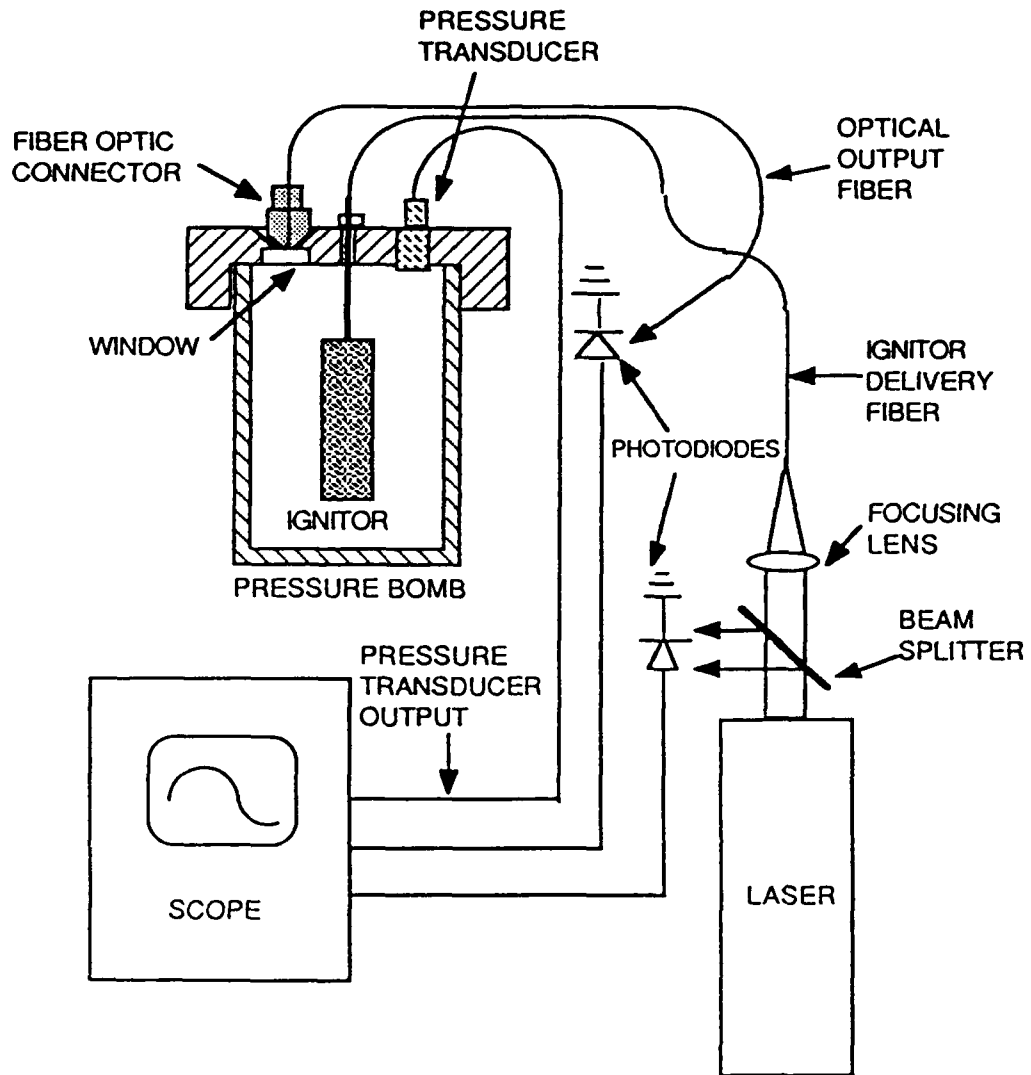 PRESSURE
TRANSDUCER
FIBER OPTIC
CONNECTOR
OPTICAL
OUTPUT
FIBER
WINDOW
IGNITOR
DELIVERY
FIBER
PHOTODIODES
IGNITOR
FOCUSING
LENS
PRESSURE BOMB
BEAM
SPLITTER
PRESSURE
TRANSDUCER
OUTPUT
LASER
SCOPE